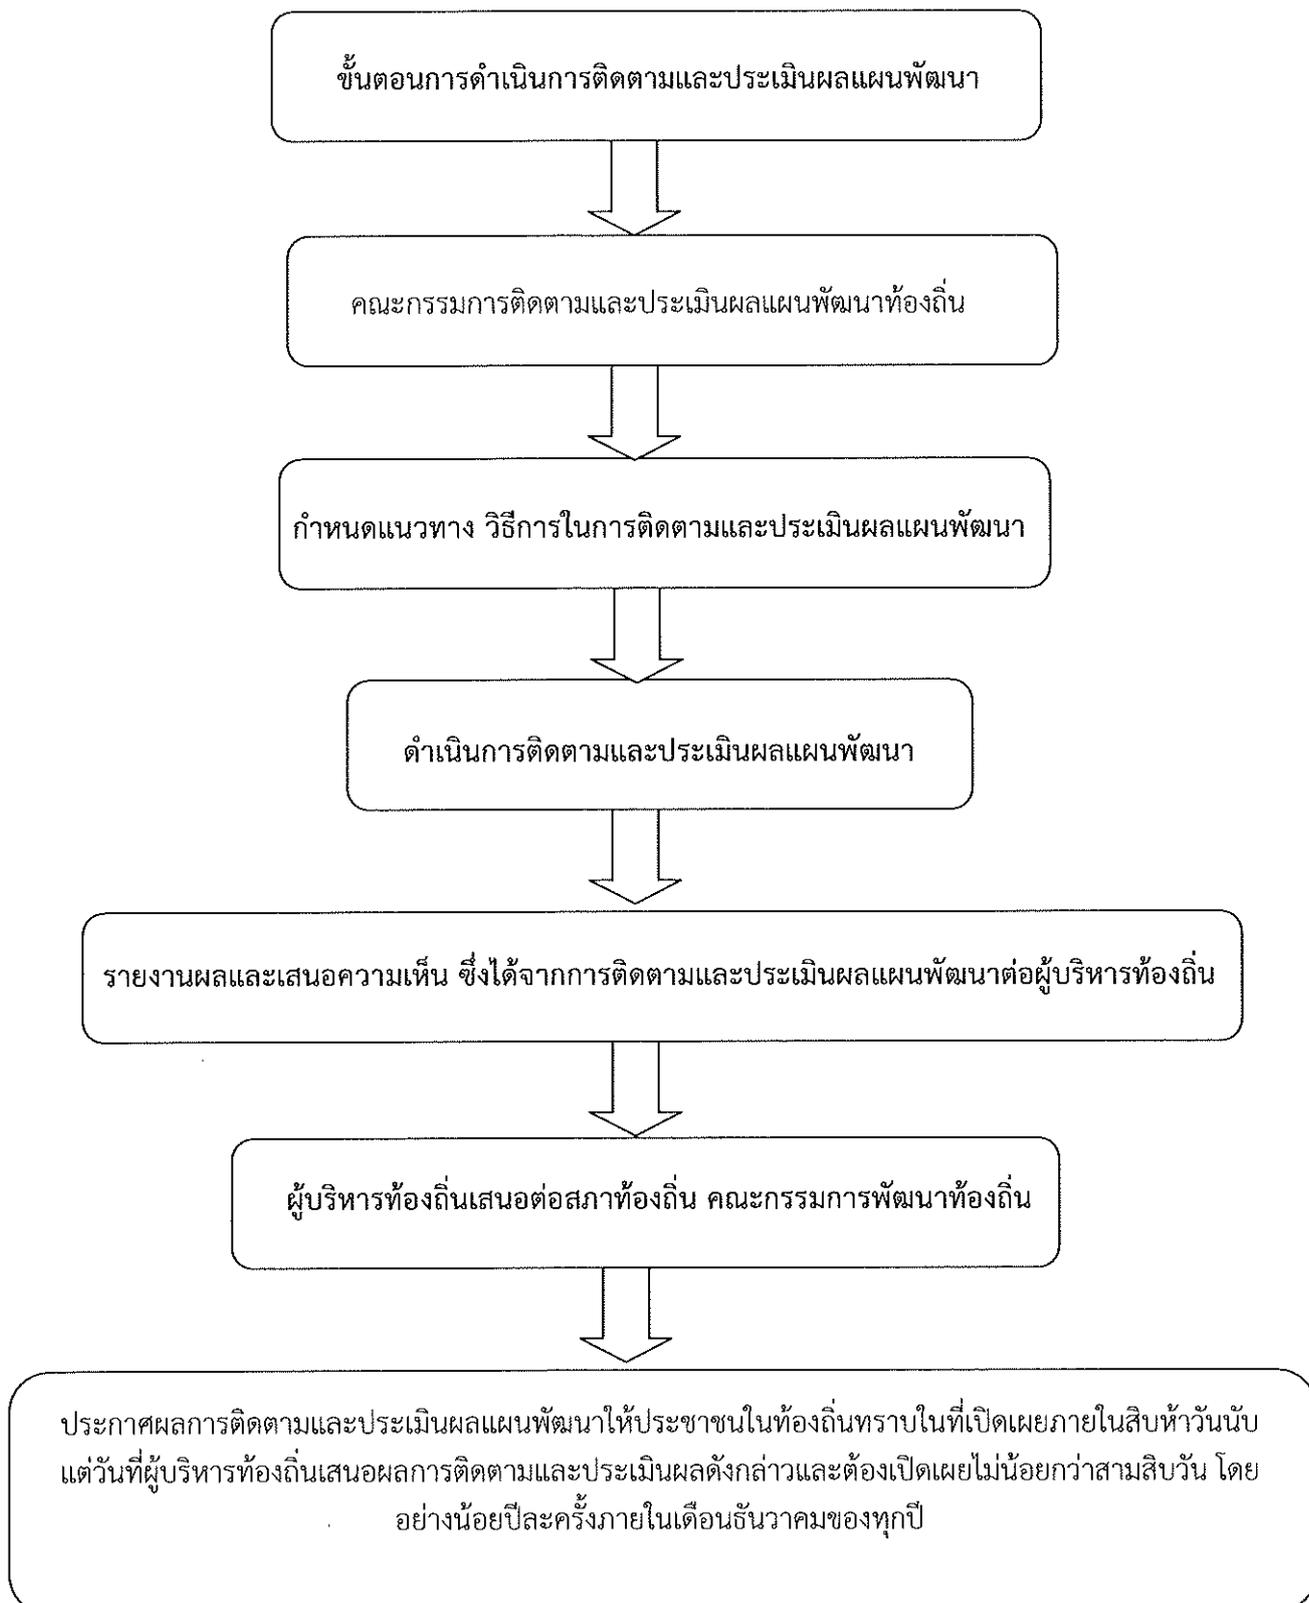 ขั้นตอนการดำเนินการติดตามและประเมินผลแผนพัฒนา
คณะกรรมการติดตามและประเมินผลแผนพัฒนาท้องถิ่น
กำหนดแนวทาง วิธีการในการติดตามและประเมินผลแผนพัฒนา
ดำเนินการติดตามและประเมินผลแผนพัฒนา
รายงานผลและเสนอความเห็น ซึ่งได้จากการติดตามและประเมินผลแผนพัฒนาต่อผู้บริหารท้องถิ่น
ผู้บริหารท้องถิ่นเสนอต่อสภาท้องถิ่น คณะกรรมการพัฒนาท้องถิ่น
ประกาศผลการติดตามและประเมินผลแผนพัฒนาให้ประชาชนในท้องถิ่นทราบในที่เปิดเผยภายในสิบห้าวันนับ
แต่วันที่ผู้บริหารท้องถิ่นเสนอผลการติดตามและประเมินผลดังกล่าวและต้องเปิดเผยไม่น้อยกว่าสามสิบวัน โดย
อย่างน้อยปีละครั้งภายในเดือนธันวาคมของทุกปี